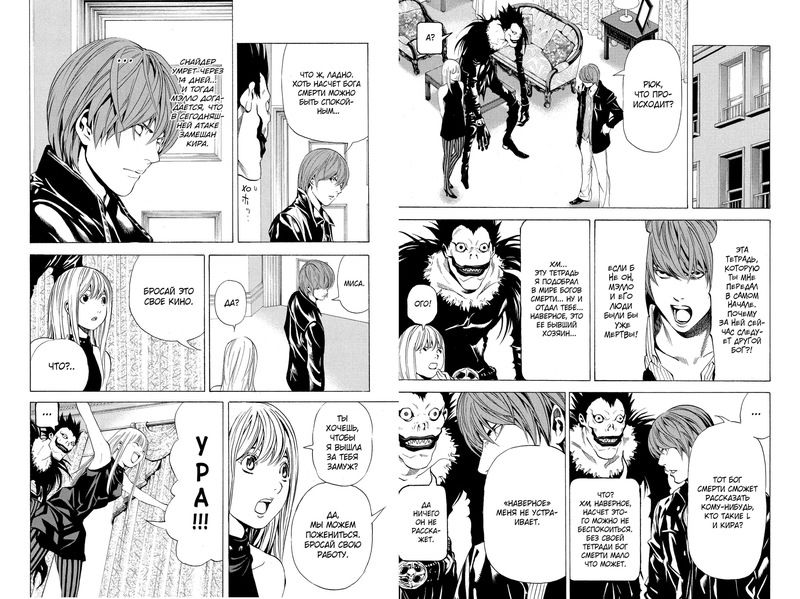 РЮК,
ЧТО ПРО-
ИСХОДИТ?
А?
ЭТА
ТЕТРАДЬ,
КОТОРУЮ
ТЫ МНЕ
ПЕРЕДАЛ
В САМОМ
НАЧАЛЕ.
ПОЧЕМУ
ЗА НЕЙ СЕЙ-
ЧАС СЛЕДУ-
ЕТ ДРУГОЙ
БОГ?!
ЕСЛИ Б
НЕ ОН,
МЭЛЛО
И ЕГО
ЛЮДИ
БЫЛИ БЫ
УЖЕ
МЕРТВЫ!
ХМ...
ЭТУ ТЕТРАДЬ
Я ПОДОБРАЛ
В МИРЕ БОГОВ
СМЕРТИ... НУ И
ОТДАЛ ТЕБЕ...
НАВЕРНОЕ, ЭТО
ЕЕ БЫВШИЙ
ХОЗЯИН...
ОГО!
...
ТОТ БОГ
СМЕРТИ СМОЖЕТ
РАССКАЗАТЬ
КОМУ-НИБУДЬ,
КТО ТАКИЕ L
И КИРА?
ЧТО?
ХМ, НАВЕРНОЕ,
НАСЧЕТ ЭТО-
ГО МОЖНО НЕ
БЕСПОКОИТЬСЯ.
БЕЗ СВОЕЙ
ТЕТРАДИ БОГ
СМЕРТИ МАЛО
ЧТО МОЖЕТ.
«НАВЕРНОЕ»
МЕНЯ НЕ УСТРА-
ИВАЕТ.
ДА
НИЧЕГО
ОН НЕ
РАССКА-
ЖЕТ.
ЧТО Ж, ЛАДНО.
ХОТЬ НАСЧЕТ БОГА
СМЕРТИ МОЖНО
БЫТЬ СПОКОЙ-
НЫМ...
ХО
...
СНАЙДЕР
УМРЕТ ЧЕРЕЗ
14 ДНЕЙ...
И ТОГДА
МЭЛЛО ДОГА-
ДАЕТСЯ, ЧТО
В СЕГОДНЯШ-
НЕЙ АТАКЕ
ЗАМЕШАН
КИРА.
МИСА.
ДА?
БРОСАЙ ЭТО
СВОЕ КИНО.
ЧТО?..
ТЫ
ХОЧЕШЬ,
ЧТОБЫ
Я ВЫШЛА
ЗА ТЕБЯ
ЗАМУЖ?
ДА,
МЫ МОЖЕМ
ПОЖЕНИТЬСЯ.
БРОСАЙ СВОЮ
РАБОТУ.
УРА!!!
...